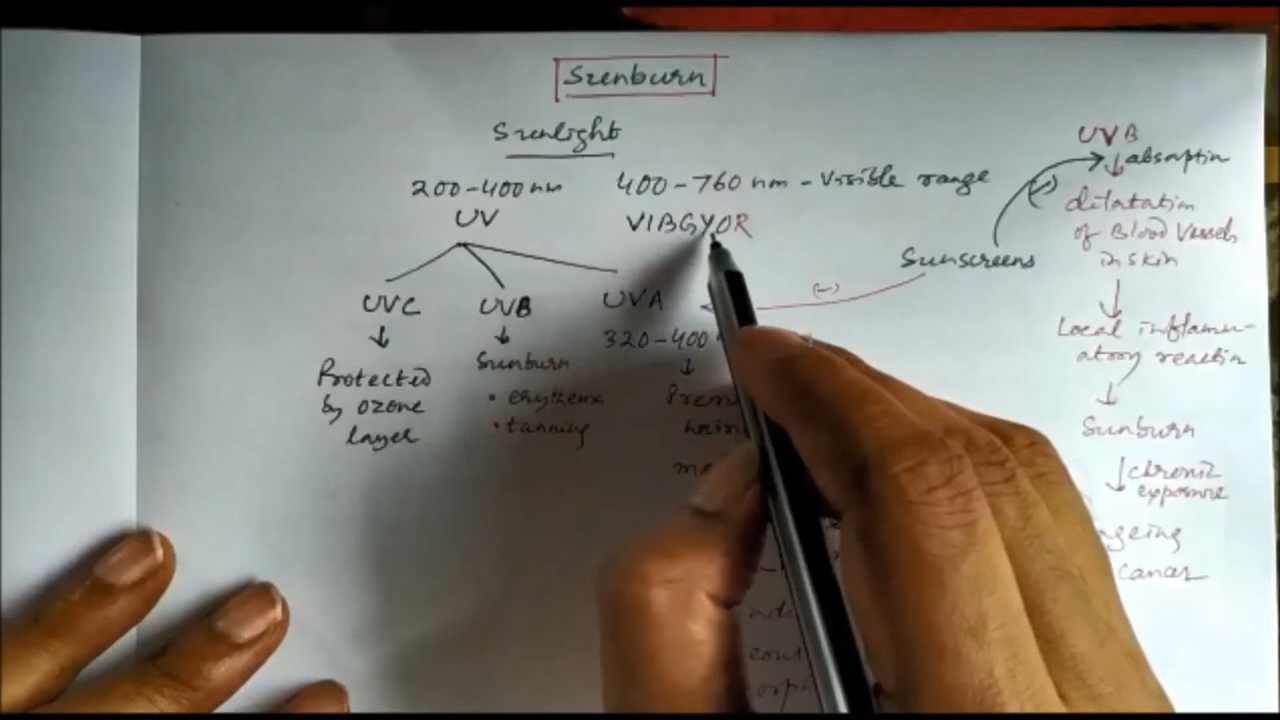 Sunburn
Sunlight
200-400 nm
UV
400-760 nm - Visible range
VIBGYOR
UVC
Protected
by ozone
layer
UVB
Sunburn
• erythema
• tanning
UVA
320-400
Sunscreens
(-)
(-)
UVB
absorption
dilatation
of Blood Vessels
in skin
Local inflamm-
atory reaction
Sunburn
chronic
exposure
cancer